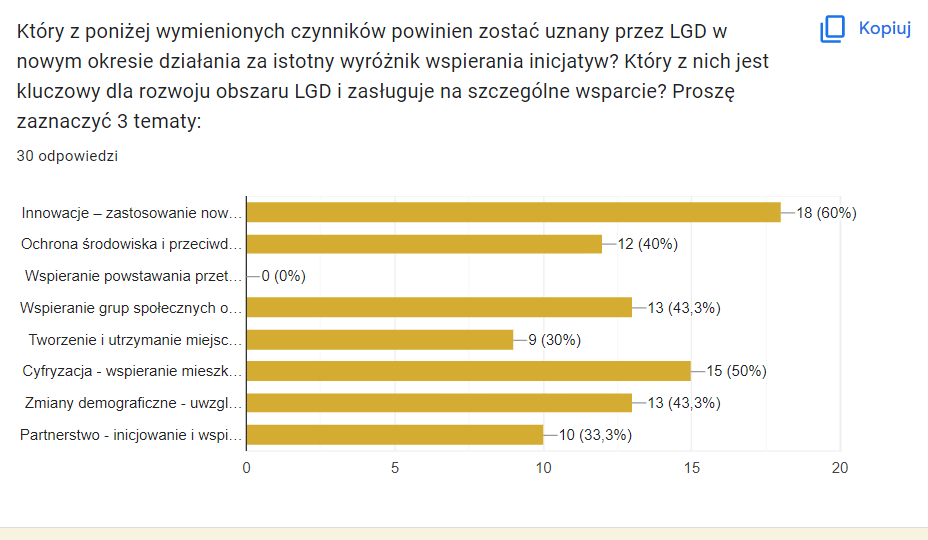 Który z poniżej wymienionych czynników powinien zostać uznany przez LGD w
nowym okresie działania za istotny wyróżnik wspierania inicjatyw? Który z nich jest
kluczowy dla rozwoju obszaru LGD i zasługuje na szczególne wsparcie? Proszę
zaznaczyć 3 tematy:
Kopiuj
30 odpowiedzi
Innowacje – zastosowanie now... 18 (60%)
Ochrona środowiska i przeciwd... 12 (40%)
Wspieranie powstawania przet... 0 (0%)
Wspieranie grup społecznych o... 13 (43,3%)
Tworzenie i utrzymanie miejsc... 9 (30%)
Cyfryzacja - wspieranie mieszk... 15 (50%)
Zmiany demograficzne - uwzgl... 13 (43,3%)
Partnerstwo - inicjowanie i wspi... 10 (33,3%)
0 5 10 15 20